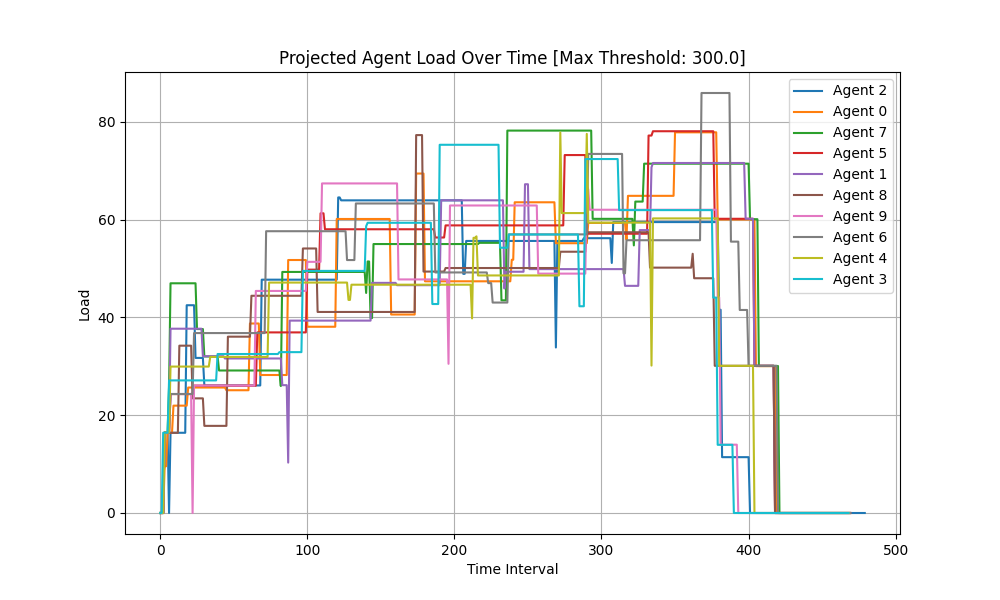 Projected Agent Load Over Time [Max Threshold: 300.0]
Agent 2
Agent 0
Agent 7
Agent 5
Agent 1
Agent 8
Agent 9
Agent 6
Agent 4
Agent 3
Load
80
60
40
20
0
0 100 200 300 400 500
Time Interval